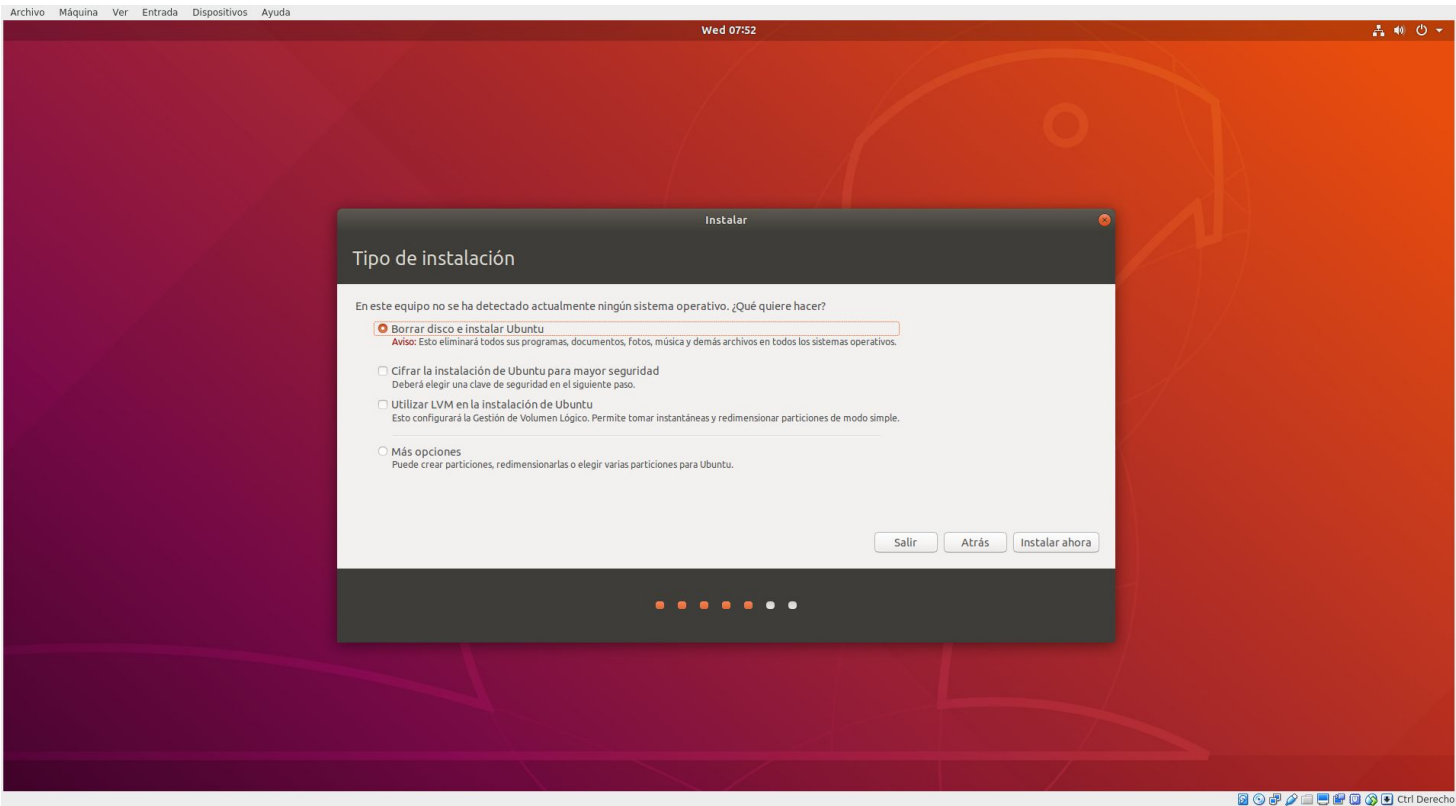 Archivo Máquina Ver Entrada Dispositivos Ayuda
Wed 07:52
Instalar
Tipo de instalación
En este equipo no se ha detectado actualmente ningún sistema operativo. ¿Qué quiere hacer?
Borrar disco e instalar Ubuntu
Aviso: Esto eliminará todos sus programas, documentos, fotos, música y demás archivos en todos los sistemas operativos.
Cifrar la instalación de Ubuntu para mayor seguridad
Deberá elegir una clave de seguridad en el siguiente paso.
Utilizar LVM en la instalación de Ubuntu
Esto configurará la Gestión de Volumen Lógico. Permite tomar instantáneas y redimensionar particiones de modo simple.
Más opciones
Puede crear particiones, redimensionarlas o elegir varias particiones para Ubuntu.
Salir Atrás Instalar ahora
Ctrl Derecho